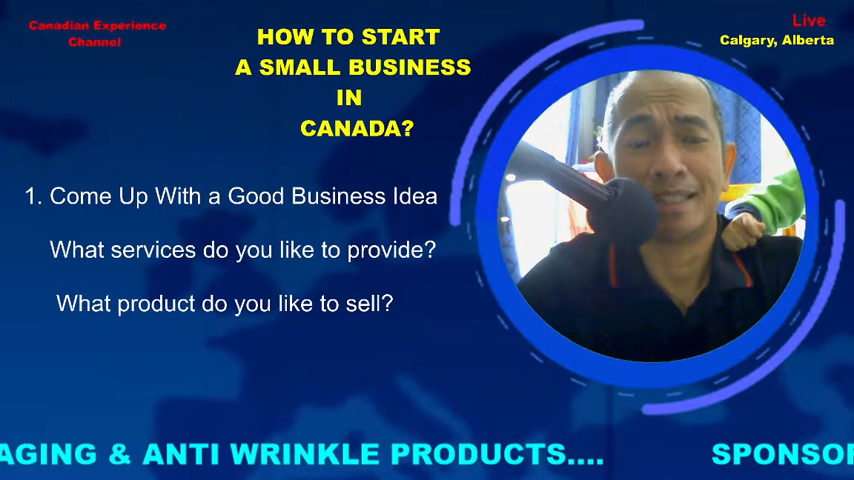 Canadian Experience
Channel
Live
Calgary, Alberta
HOW TO START
A SMALL BUSINESS
IN
CANADA?
1. Come Up With a Good Business Idea
What services do you like to provide?
What product do you like to sell?
AGING & ANTI WRINKLE PRODUCTS.... SPONSOR